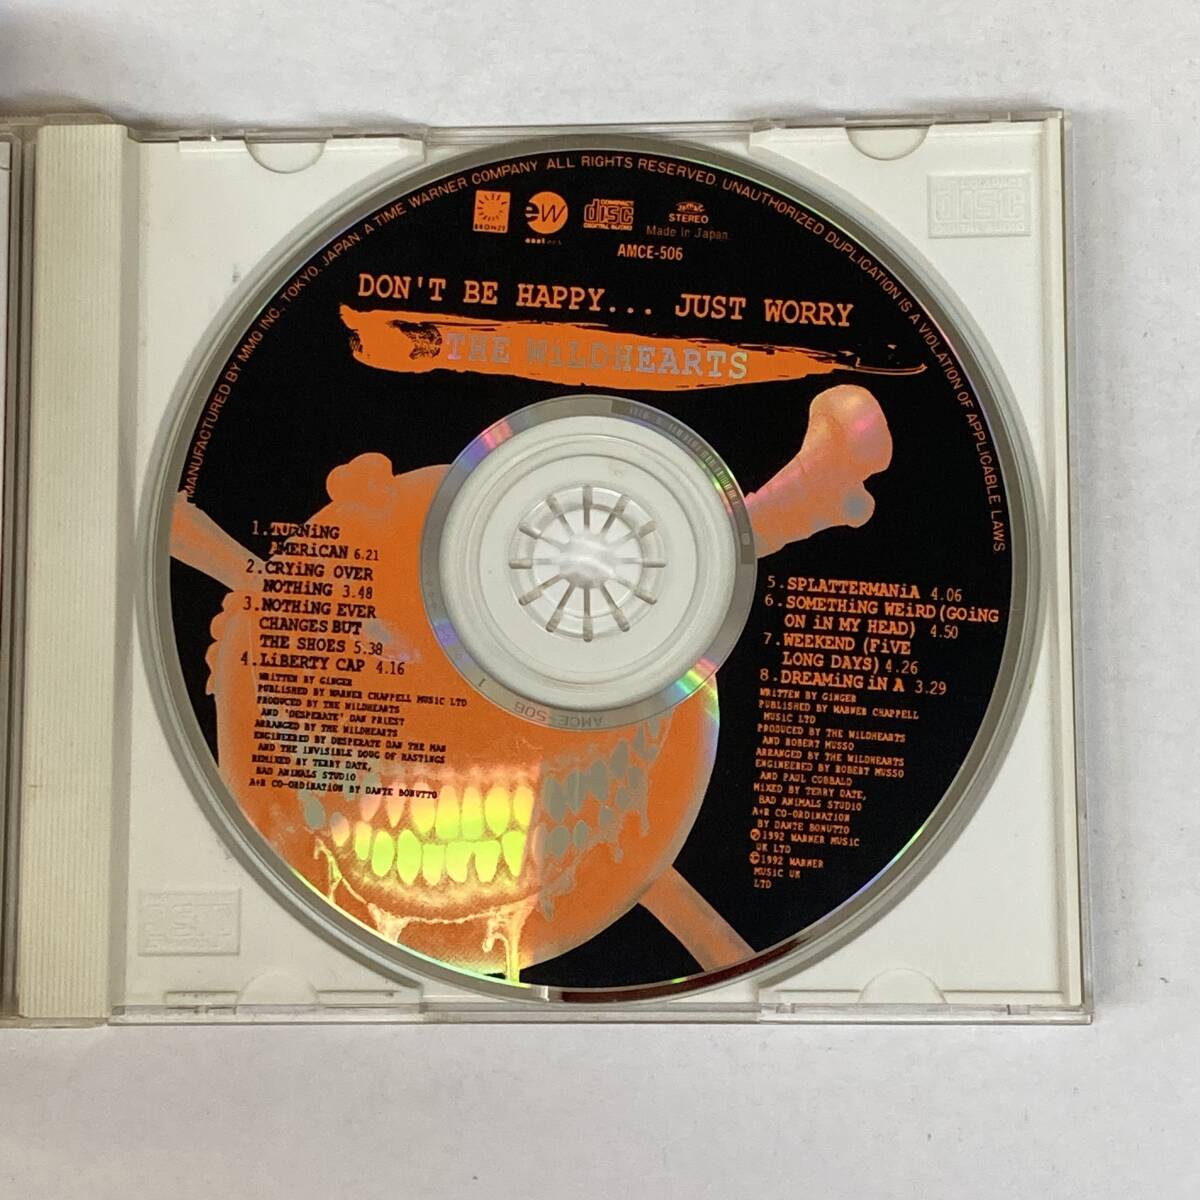 MANUFACTURED BY MMG INC., TOKYO, JAPAN. A TIME WARNER COMPANY. ALL RIGHTS RESERVED. UNAUTHORIZED DUPLICATION IS A VIOLATION OF APPLICABLE LAWS.
BRONZE
ew
COMPACT
disc
DIGITAL AUDIO
STEREO
Made in Japan
AMCE-506
DON'T BE HAPPY... JUST WORRY
THE WiLDHEARTS
1.TURNiNG
AMERiCAN 6.21
2.CRYiNG OVER
NOTHiNG 3.48
3.NOTHiNG EVER
CHANGES BUT
THE SHOES 5.38
4.LiBERTY CAP 4.16
WRiTTEN BY GiNGER
PUBLiSHED BY WARNER CHAPPELL MUSiC LTD
PRODUCED BY THE WiLDHEARTS
AND 'DESPERATE' DAN PRiEST
ARRANGED BY THE WiLDHEARTS
ENGiNEERED BY DESPERATE DAN THE MAN
AND THE iNViSiBLE DOUG OF HASTiNGS
REMiXED BY TERRY DATE,
BAD ANiMALS STUDiO
A+R CO-ORDiNATiON BY DANTE BONUTTO
5.SPLATTERMANiA 4.06
6.SOMETHiNG WEiRD(GOiNG
ON iN MY HEAD) 4.50
7.WEEKEND (FiVE
LONG DAYS) 4.26
8.DREAMiNG iN A 3.29
WRiTTEN BY GiNGER
PUBLiSHED BY WARNER CHAPPELL
MUSiC LTD
PRODUCED BY THE WiLDHEARTS
AND ROBERT MUSSO
ARRANGED BY THE WiLDHEARTS
ENGiNEERED BY ROBERT MUSSO
AND PAUL COBBALD
MiXED BY TERRY DATE,
BAD ANiMALS STUDiO
A+R CO-ORDiNATiON
BY DANTE BONUTTO
℗1992 WARNER MUSiC
UK LTD
©1992 WARNER
MUSiC UK
LTD
AMCE-506 1
COMPACT
disc
DIGITAL AUDIO